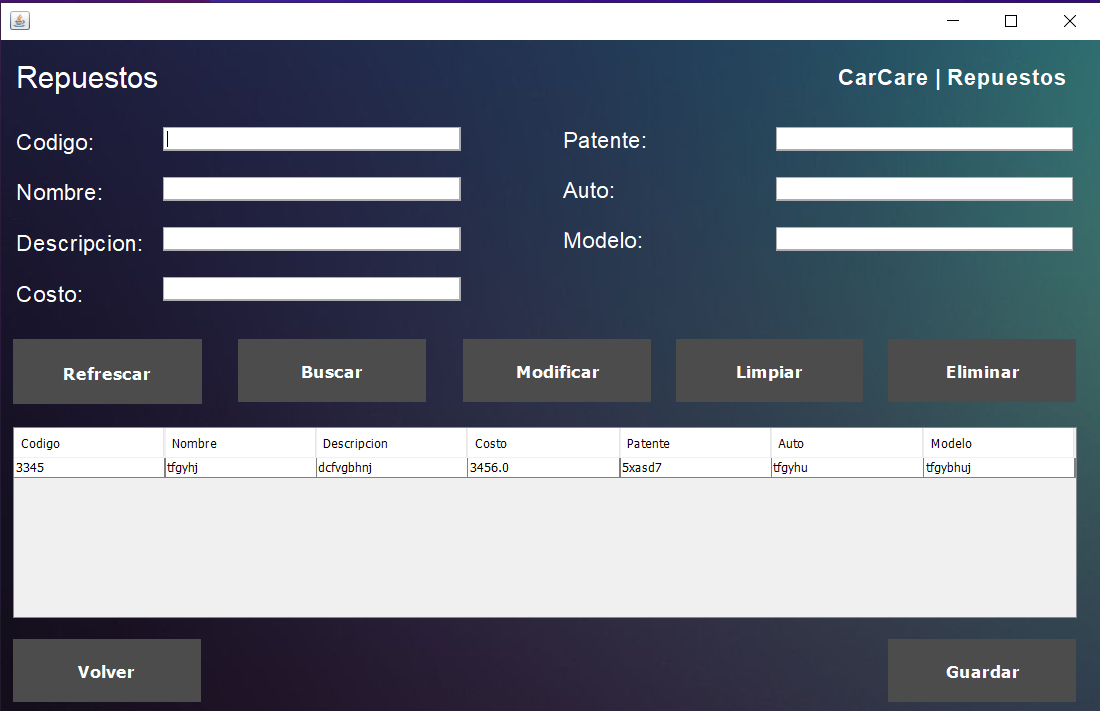 Repuestos
CarCare | Repuestos
Codigo:
Patente:
Nombre:
Auto:
Descripcion:
Modelo:
Costo:
Refrescar Buscar Modificar Limpiar Eliminar
Codigo Nombre Descripcion Costo Patente Auto Modelo
3345 tfgyhj dcfvgbhnj 3456.0 5xasd7 tfgyhu tfgybhuj
Volver Guardar